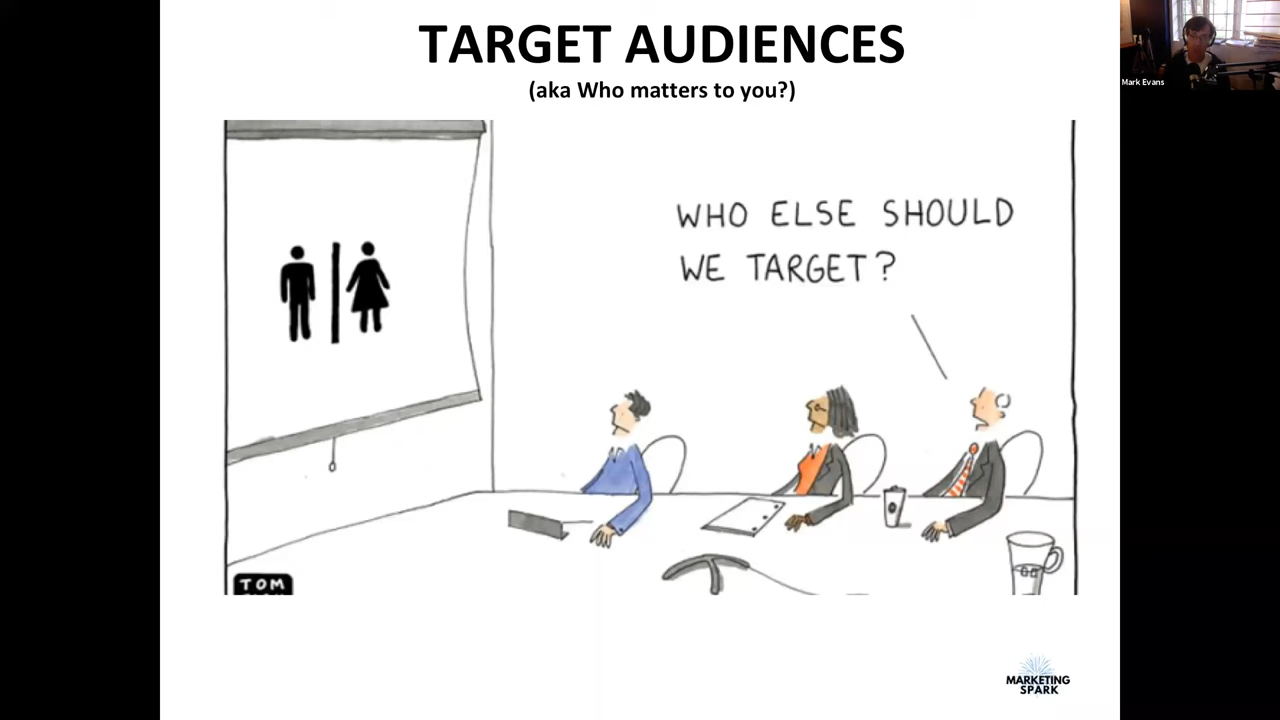 TARGET AUDIENCES
(aka Who matters to you?)
Mark Evans
WHO ELSE SHOULD
WE TARGET?
TOM
MARKETING
SPARK